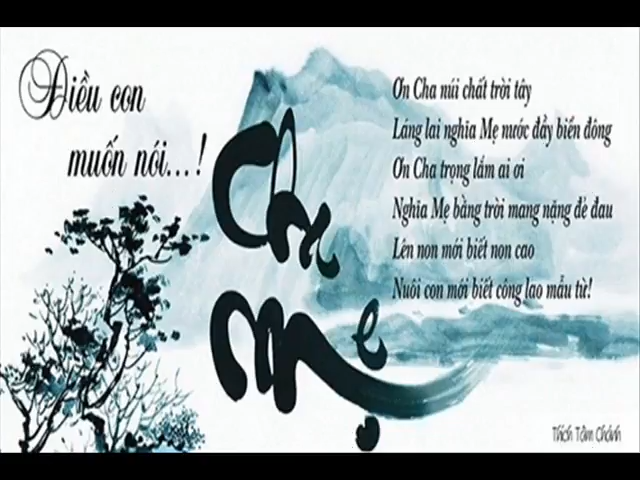 Điều con
muốn nói...!
Cha
Mẹ
Ơn Cha núi chất trời tây
Láng lai nghĩa Mẹ nước đầy biển đông
Ơn Cha trọng lắm ai ơi
Nghĩa Mẹ bằng trời mang nặng đẻ đau
Lên non mới biết non cao
Nuôi con mới biết công lao mẫu từ!
Thích Tâm Chánh